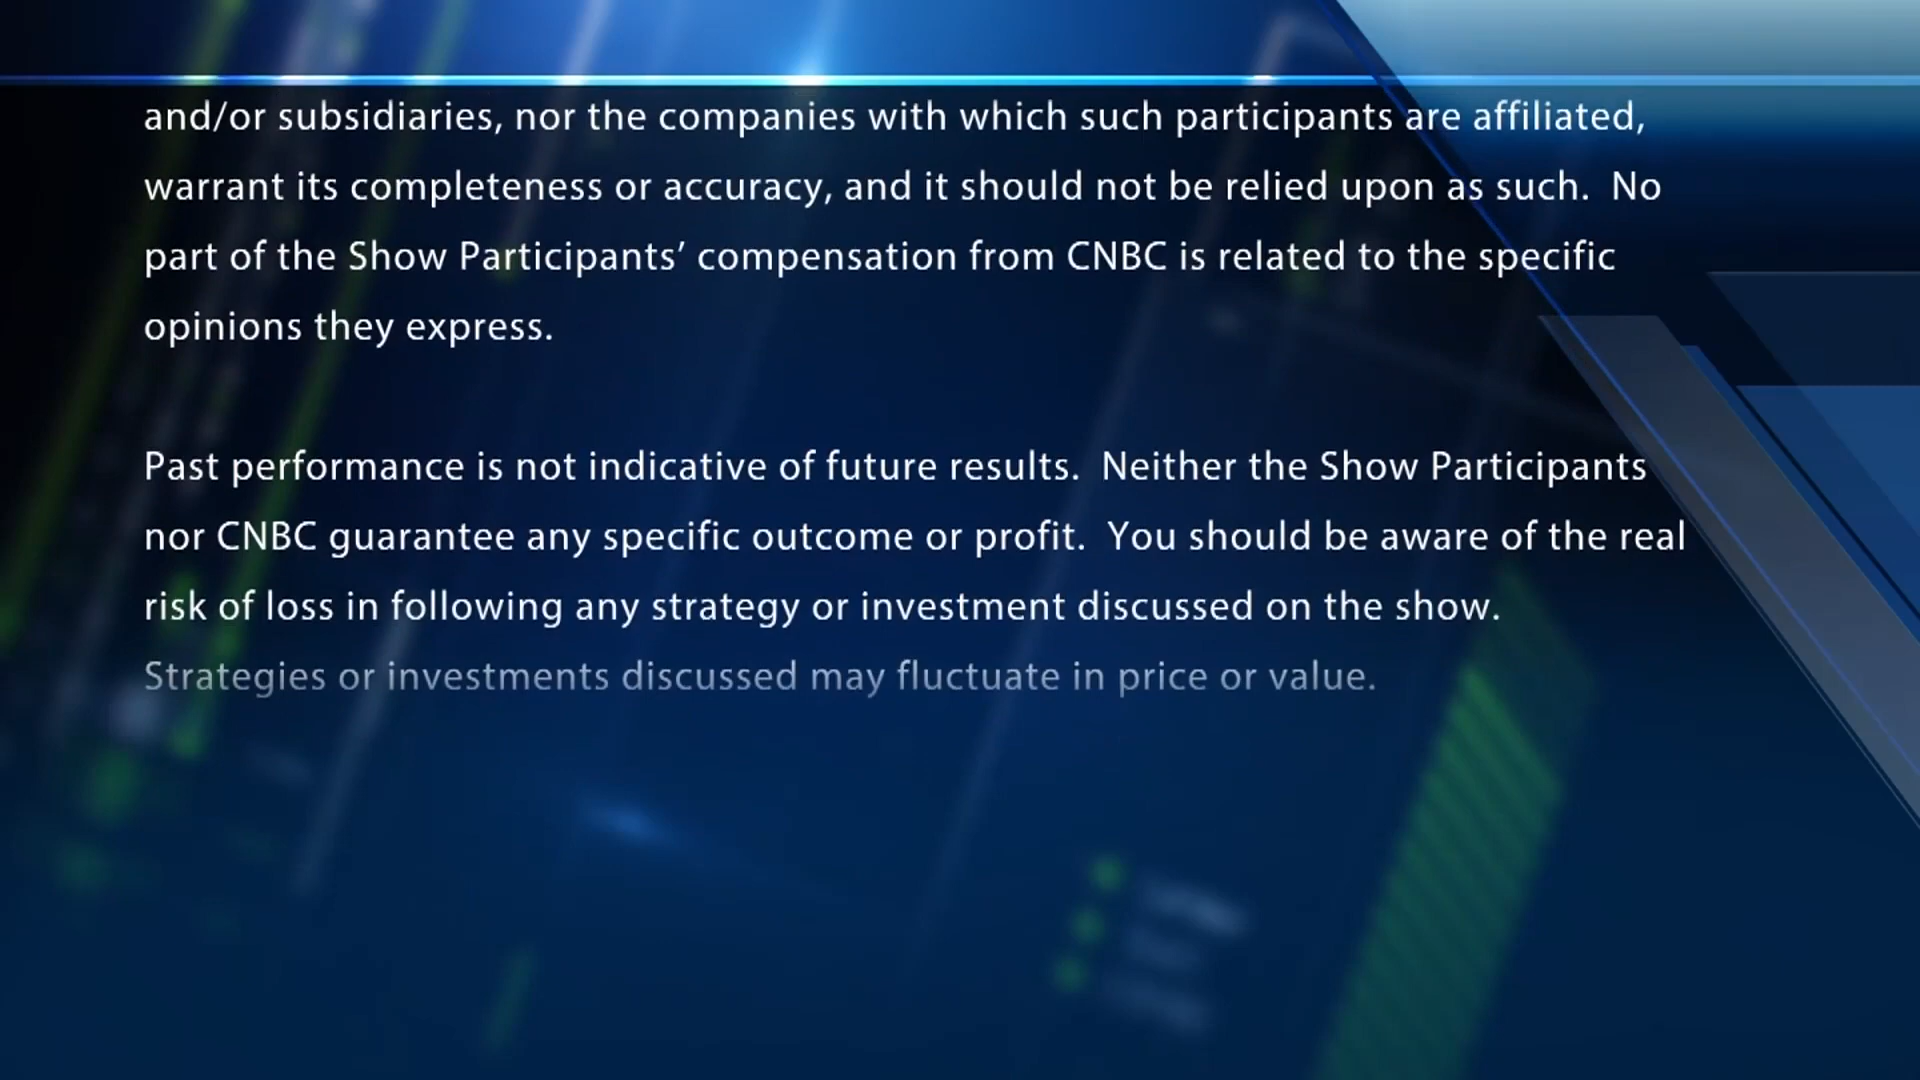 and/or subsidiaries, nor the companies with which such participants are affiliated,
warrant its completeness or accuracy, and it should not be relied upon as such.  No
part of the Show Participants’ compensation from CNBC is related to the specific
opinions they express.
Past performance is not indicative of future results.  Neither the Show Participants
nor CNBC guarantee any specific outcome or profit.  You should be aware of the real
risk of loss in following any strategy or investment discussed on the show.
Strategies or investments discussed may fluctuate in price or value.